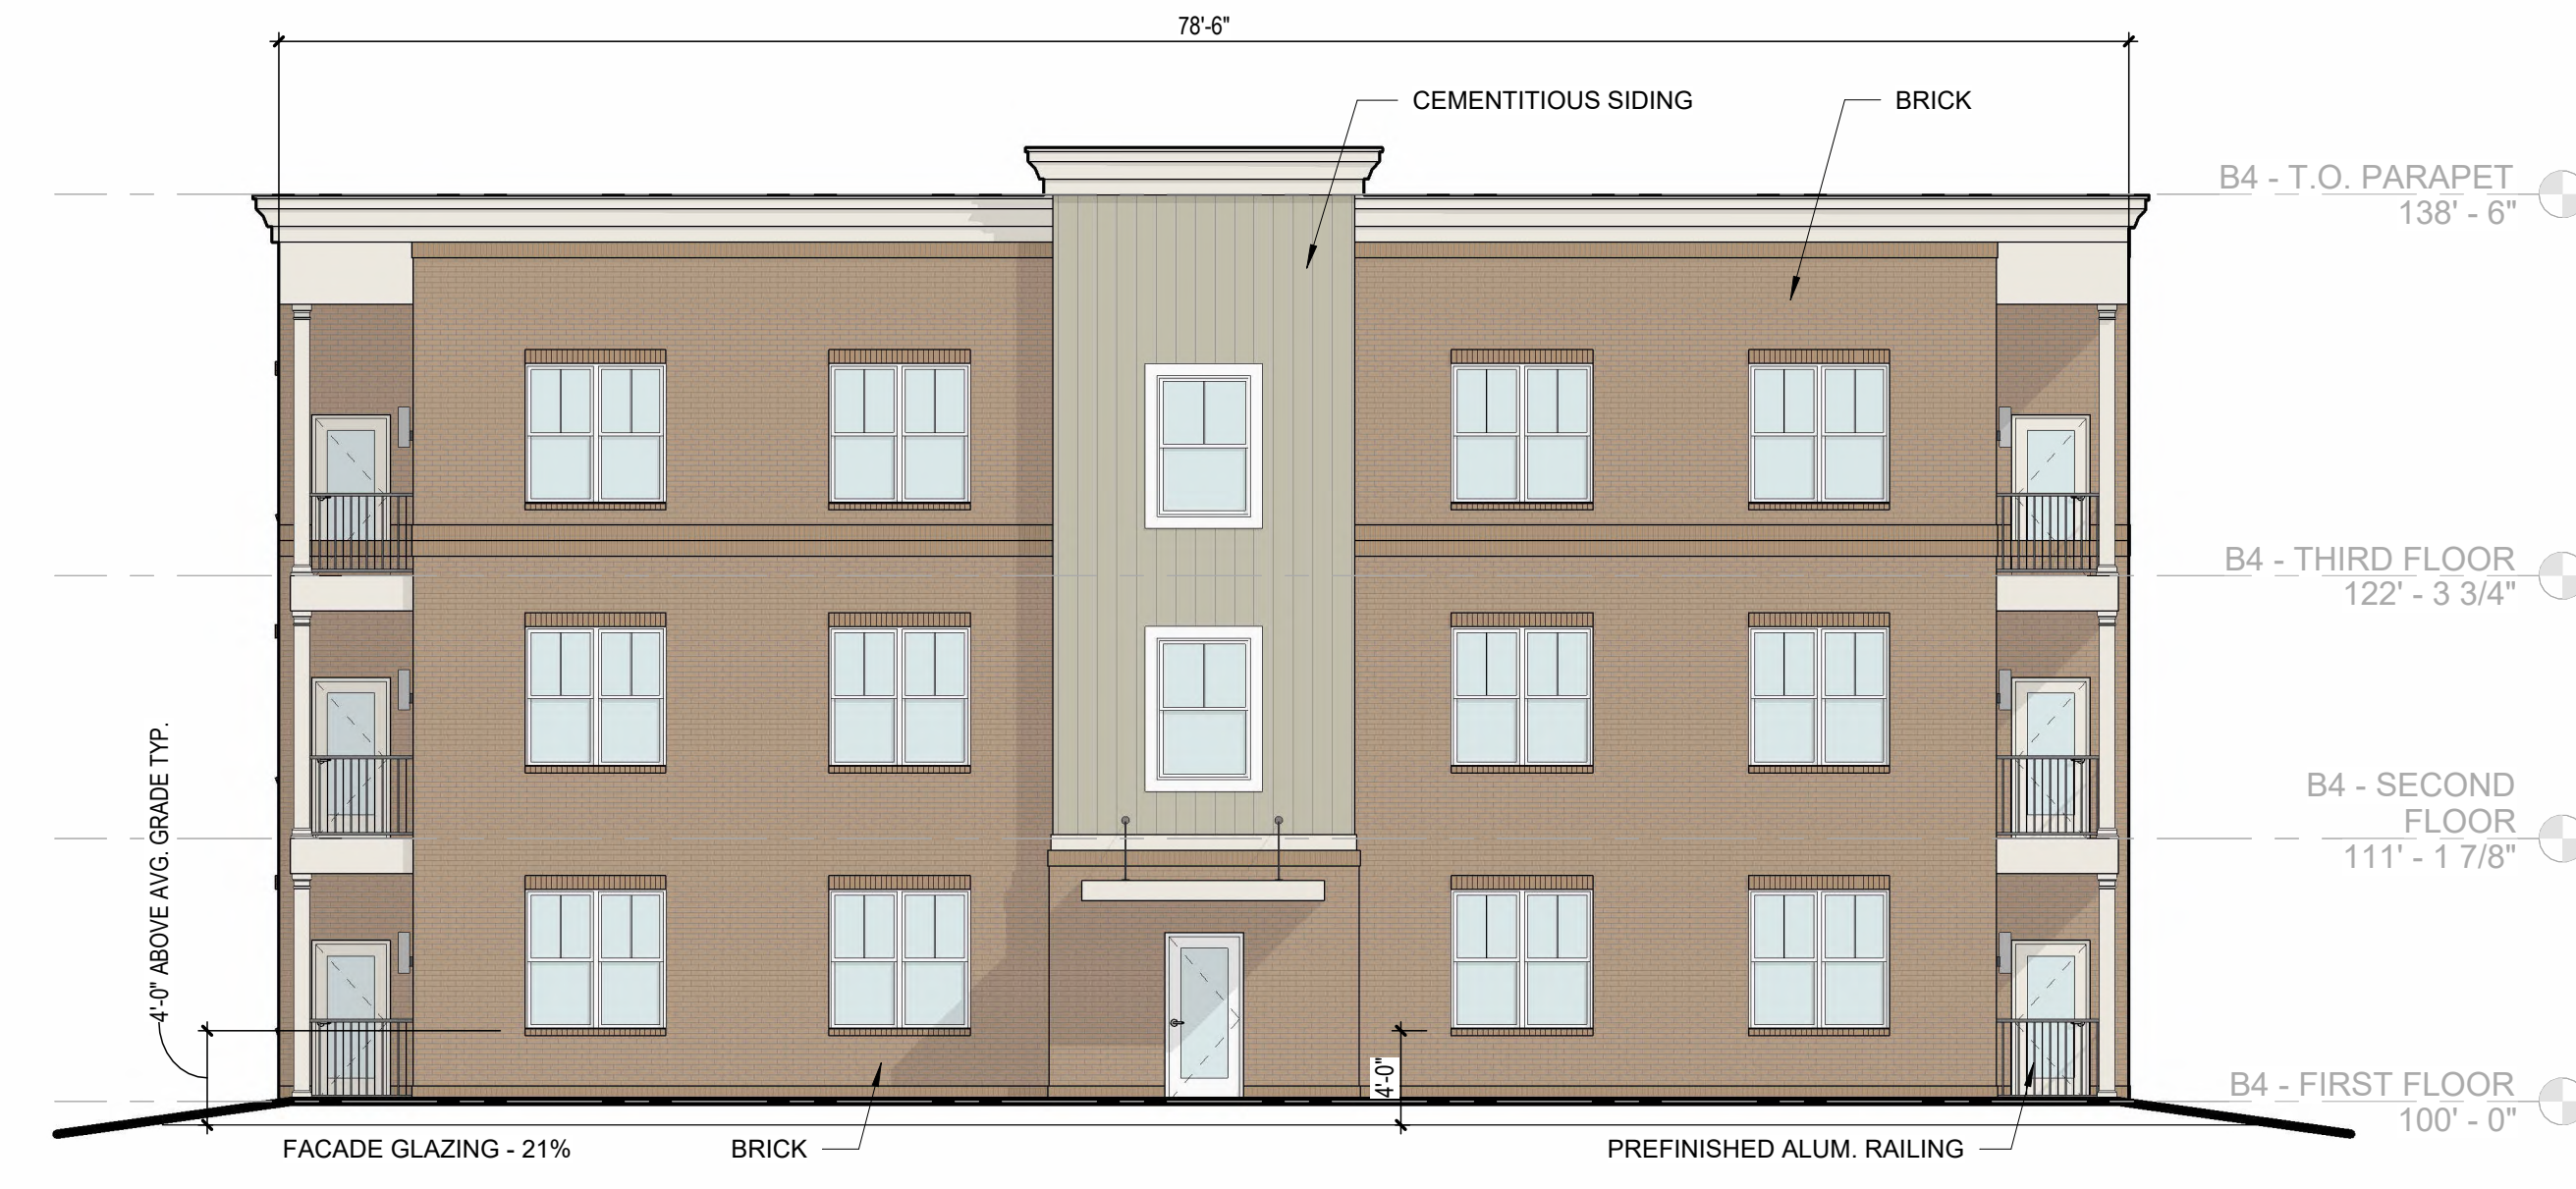 78'-6"
CEMENTITIOUS SIDING
BRICK
B4 - T.O. PARAPET
138' - 6"
B4 - THIRD FLOOR
122' - 3 3/4"
B4 - SECOND
FLOOR
111' - 1 7/8"
4'-0" ABOVE AVG. GRADE TYP.
4'-0"
B4 - FIRST FLOOR
100' - 0"
FACADE GLAZING - 21%
BRICK
PREFINISHED ALUM. RAILING